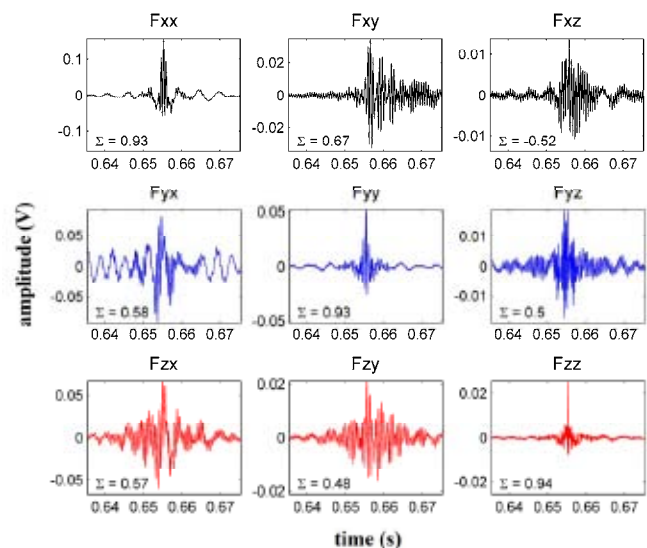 Fxx Fxy Fxz
0.1 0.02 0.01
0 0 0
-0.1 -0.02 -0.01
Σ = 0.93 Σ = 0.67 Σ = -0.52
0.64 0.65 0.66 0.67 0.64 0.65 0.66 0.67 0.64 0.65 0.66 0.67
Fyx Fyy Fyz
amplitude (V)
0.05 0.05 0.01
0 0 0
-0.05 -0.05 -0.01
Σ = 0.58 Σ = 0.93 Σ = 0.5
0.64 0.65 0.66 0.67 0.64 0.65 0.66 0.67 0.64 0.65 0.66 0.67
Fzx Fzy Fzz
0.05 0.02 0.02
0 0 0
-0.05 -0.02 -0.02
Σ = 0.57 Σ = 0.48 Σ = 0.94
0.64 0.65 0.66 0.67 0.64 0.65 0.66 0.67 0.64 0.65 0.66 0.67
time (s)